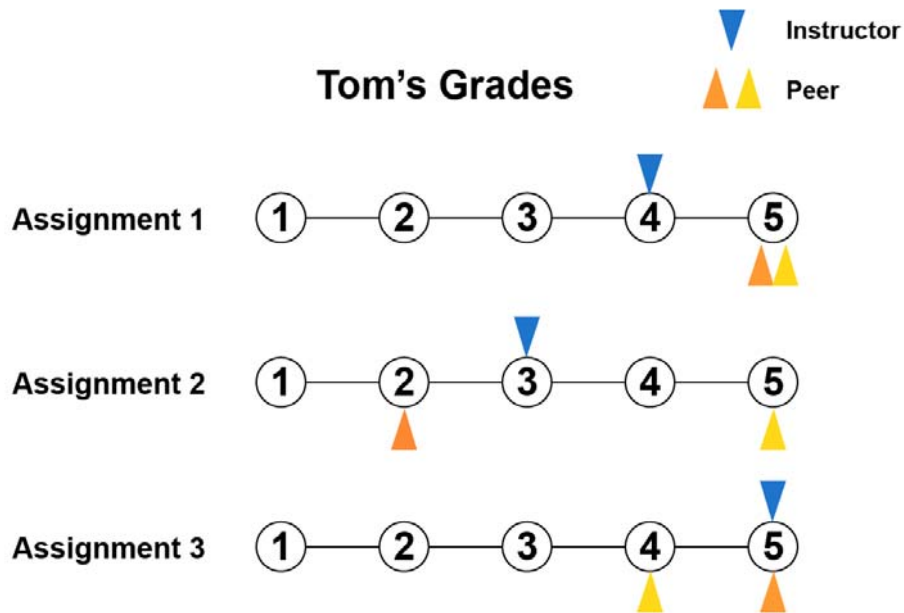 Instructor
Tom's Grades
Peer
Assignment 1 1 2 3 4 5
Assignment 2 1 2 3 4 5
Assignment 3 1 2 3 4 5